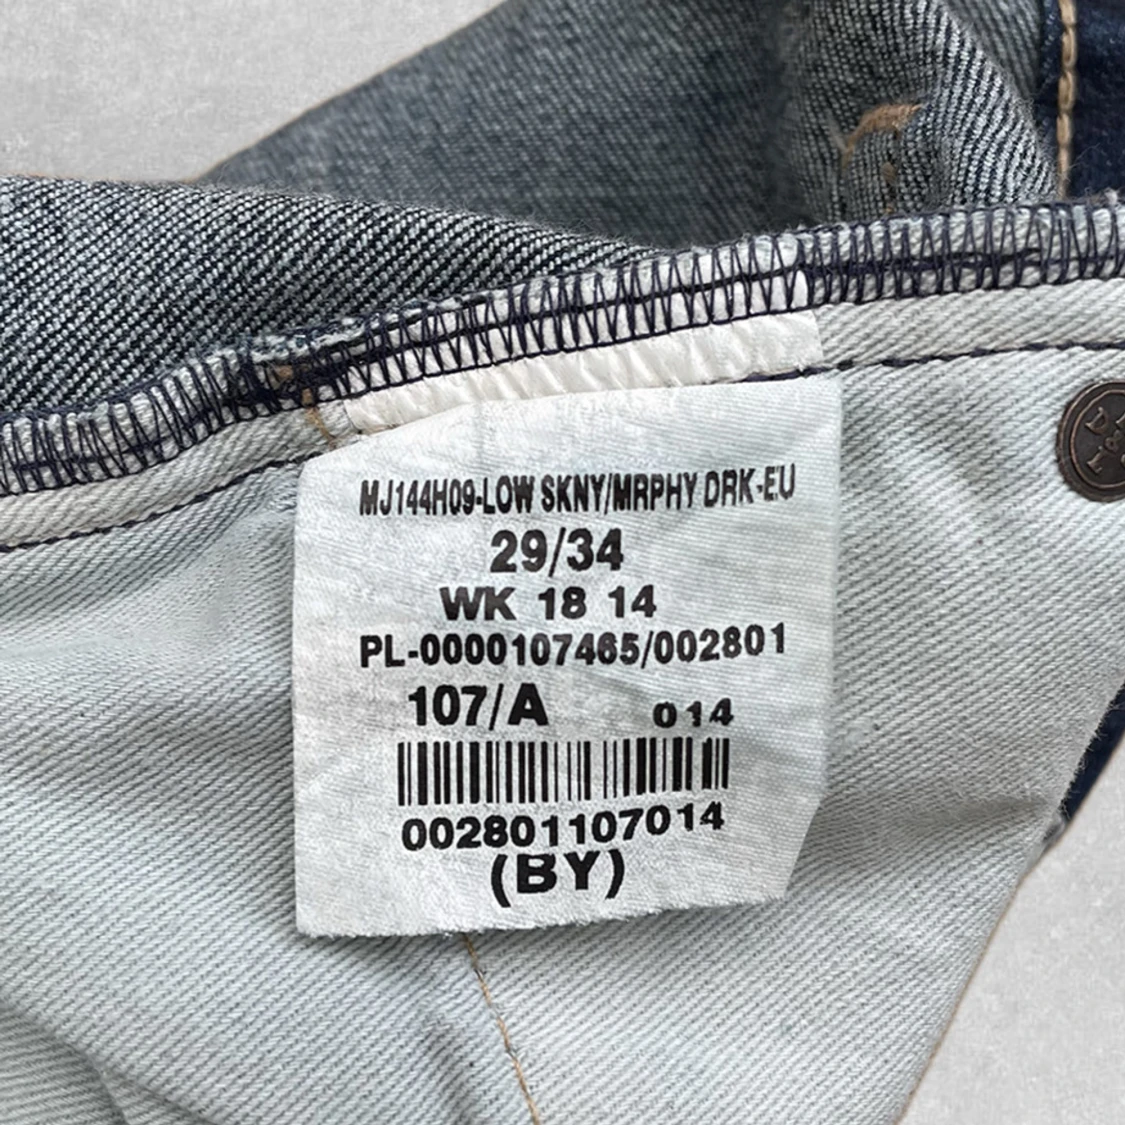 MJ144H09-LOW SKNY/MRPHY DRK-EU
29/34
WK 18 14
PL-0000107465/002801
107/A 014
002801107014
(BY)